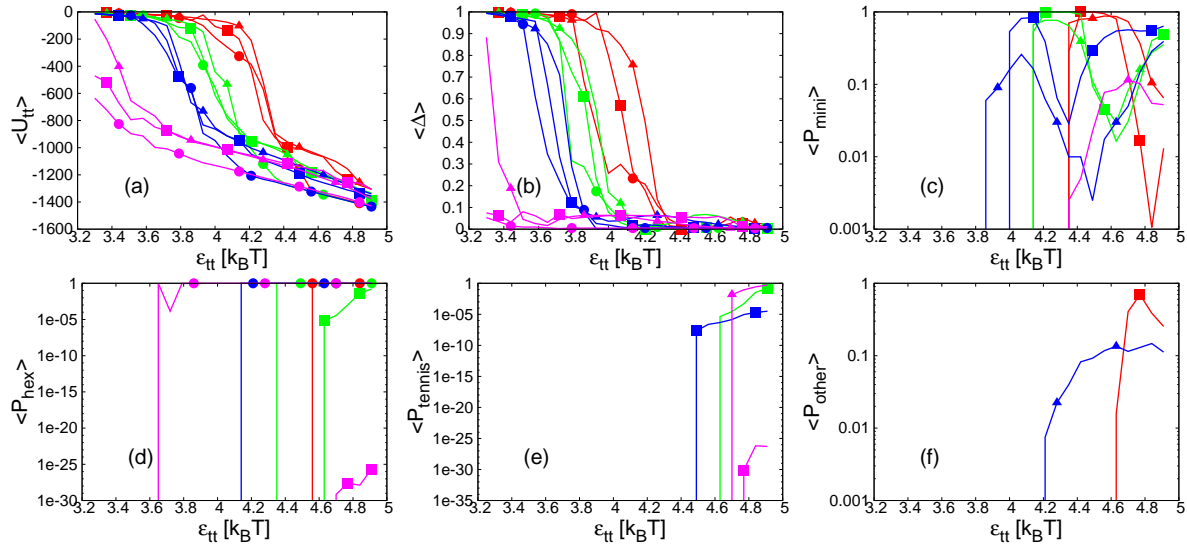 <U_tt>
0
-200
-400
-600
-800
-1000
-1200
-1400
-1600
(a)
3.2 3.4 3.6 3.8 4 4.2 4.4 4.6 4.8 5
ε_tt [k_BT]
<Δ>
1
0.9
0.8
0.7
0.6
0.5
0.4
0.3
0.2
0.1
0
(b)
3.2 3.4 3.6 3.8 4 4.2 4.4 4.6 4.8 5
ε_tt [k_BT]
<P_mini>
1
0.1
0.01
0.001
(c)
3.2 3.4 3.6 3.8 4 4.2 4.4 4.6 4.8 5
ε_tt [k_BT]
<P_hex>
1
1e-05
1e-10
1e-15
1e-20
1e-25
1e-30
(d)
3.2 3.4 3.6 3.8 4 4.2 4.4 4.6 4.8 5
ε_tt [k_BT]
<P_tennis>
1
1e-05
1e-10
1e-15
1e-20
1e-25
1e-30
1e-35
(e)
3.2 3.4 3.6 3.8 4 4.2 4.4 4.6 4.8 5
ε_tt [k_BT]
<P_other>
1
0.1
0.01
0.001
(f)
3.2 3.4 3.6 3.8 4 4.2 4.4 4.6 4.8 5
ε_tt [k_BT]